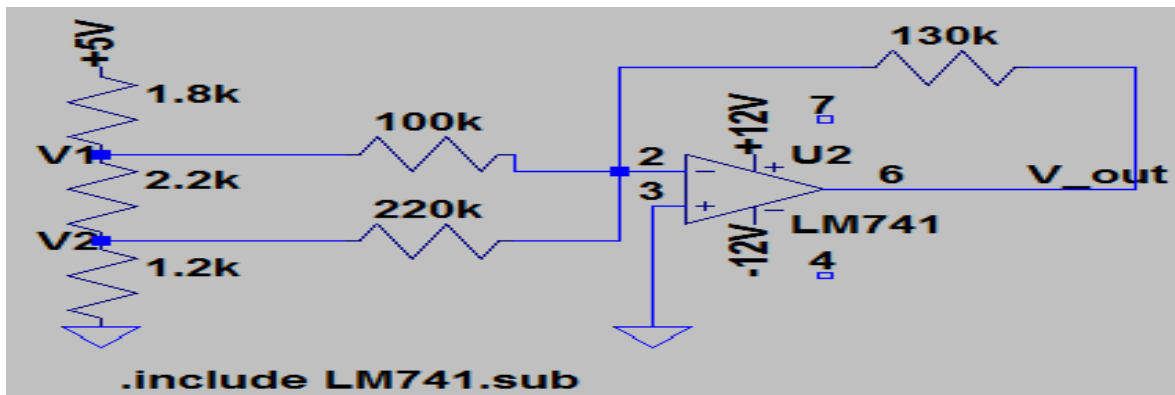 +5V
1.8k
V1
2.2k
V2
1.2k
100k
220k
130k
2
3
+12V
-12V
7
U2
6
V_out
LM741
4
.include LM741.sub